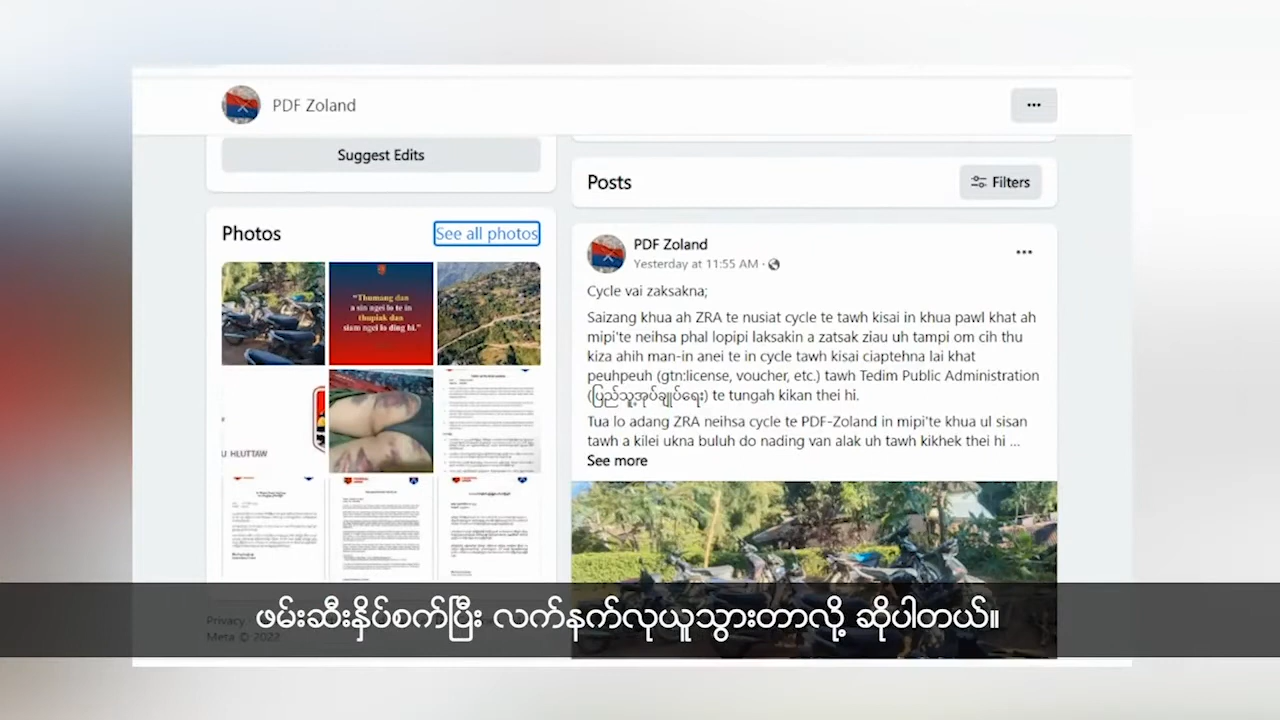 PDF Zoland
Suggest Edits
Posts
Filters
Photos
See all photos
PDF Zoland
Yesterday at 11:55 AM ·
Cycle vai zaksakna;
Saizang khua ah ZRA te nusiat cycle te tawh kisai in khua pawl khat ah
mipi'te neihsa phal lopipi laksakin a zatsak ziau uh tampi om cih thu
kiza ahih man-in anei te in cycle tawh kisai ciaptehna lai khat
peuhpeuh (gtn:license, voucher, etc.) tawh Tedim Public Administration
(ပြည်သူ့အုပ်ချုပ်ရေး) te tungah kikan thei hi.
Tua lo adang ZRA neihsa cycle te PDF-Zoland in mipi'te khua ul sisan
tawh a kilei ukna buluh do nading van alak uh tawh kikhek thei hi ...
See more
"Thumang dan
a sin ngei lo te in
thupiak dan
siam ngei lo ding hi."
U HLUTTAW
Privacy
Meta © 2022
ဖမ်းဆီးနှိပ်စက်ပြီး လက်နက်လုယူသွားတာလို့ ဆိုပါတယ်။